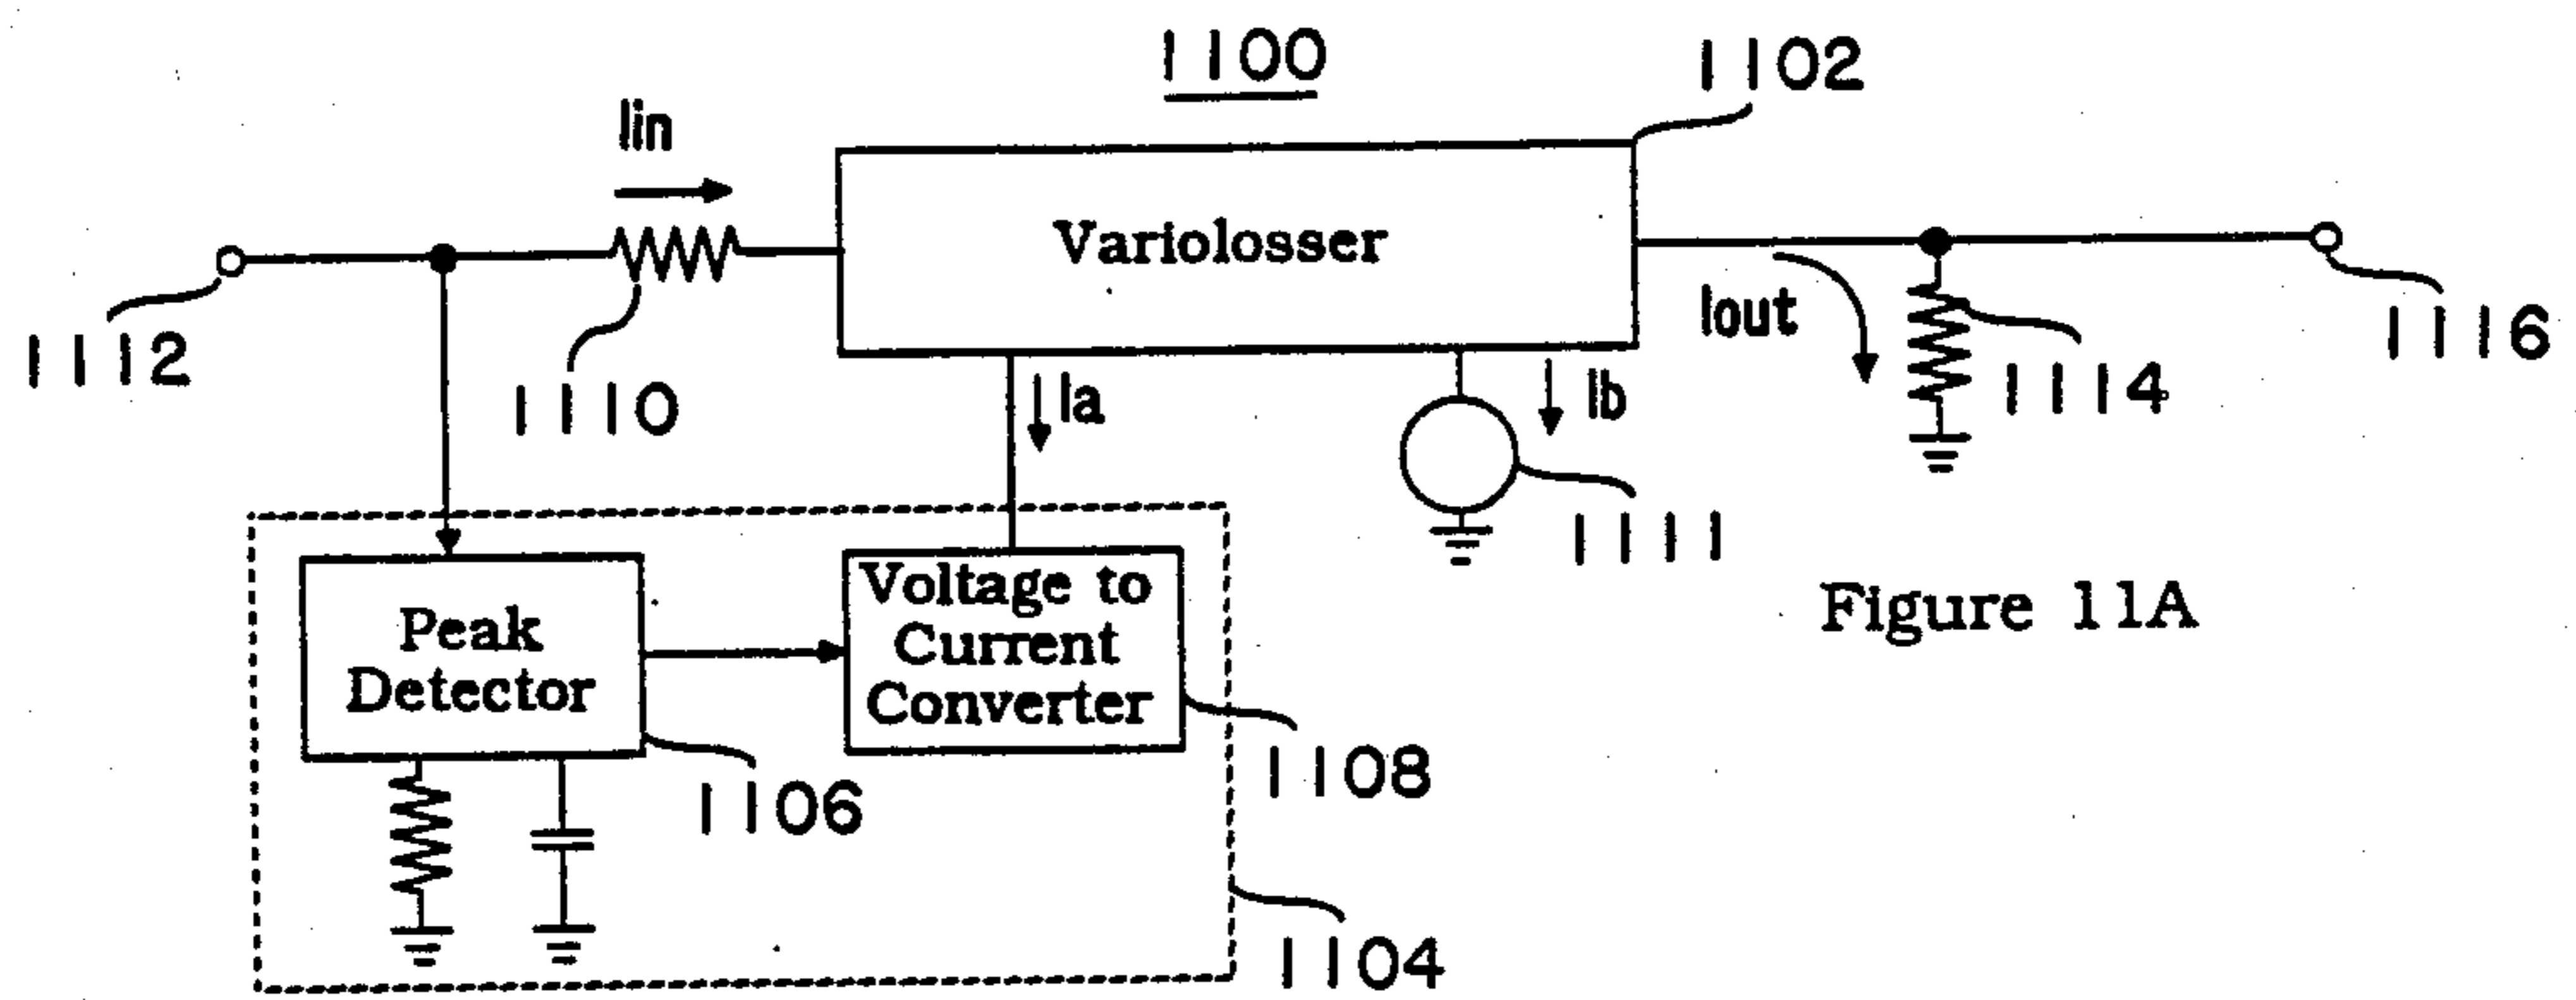 1100
1102
Iin
Variolosser
Iout
1112
1110
Ia
Ib
1111
1114
1116
Peak
Detector
Voltage to
Current
Converter
1106
1108
1104
Figure 11A